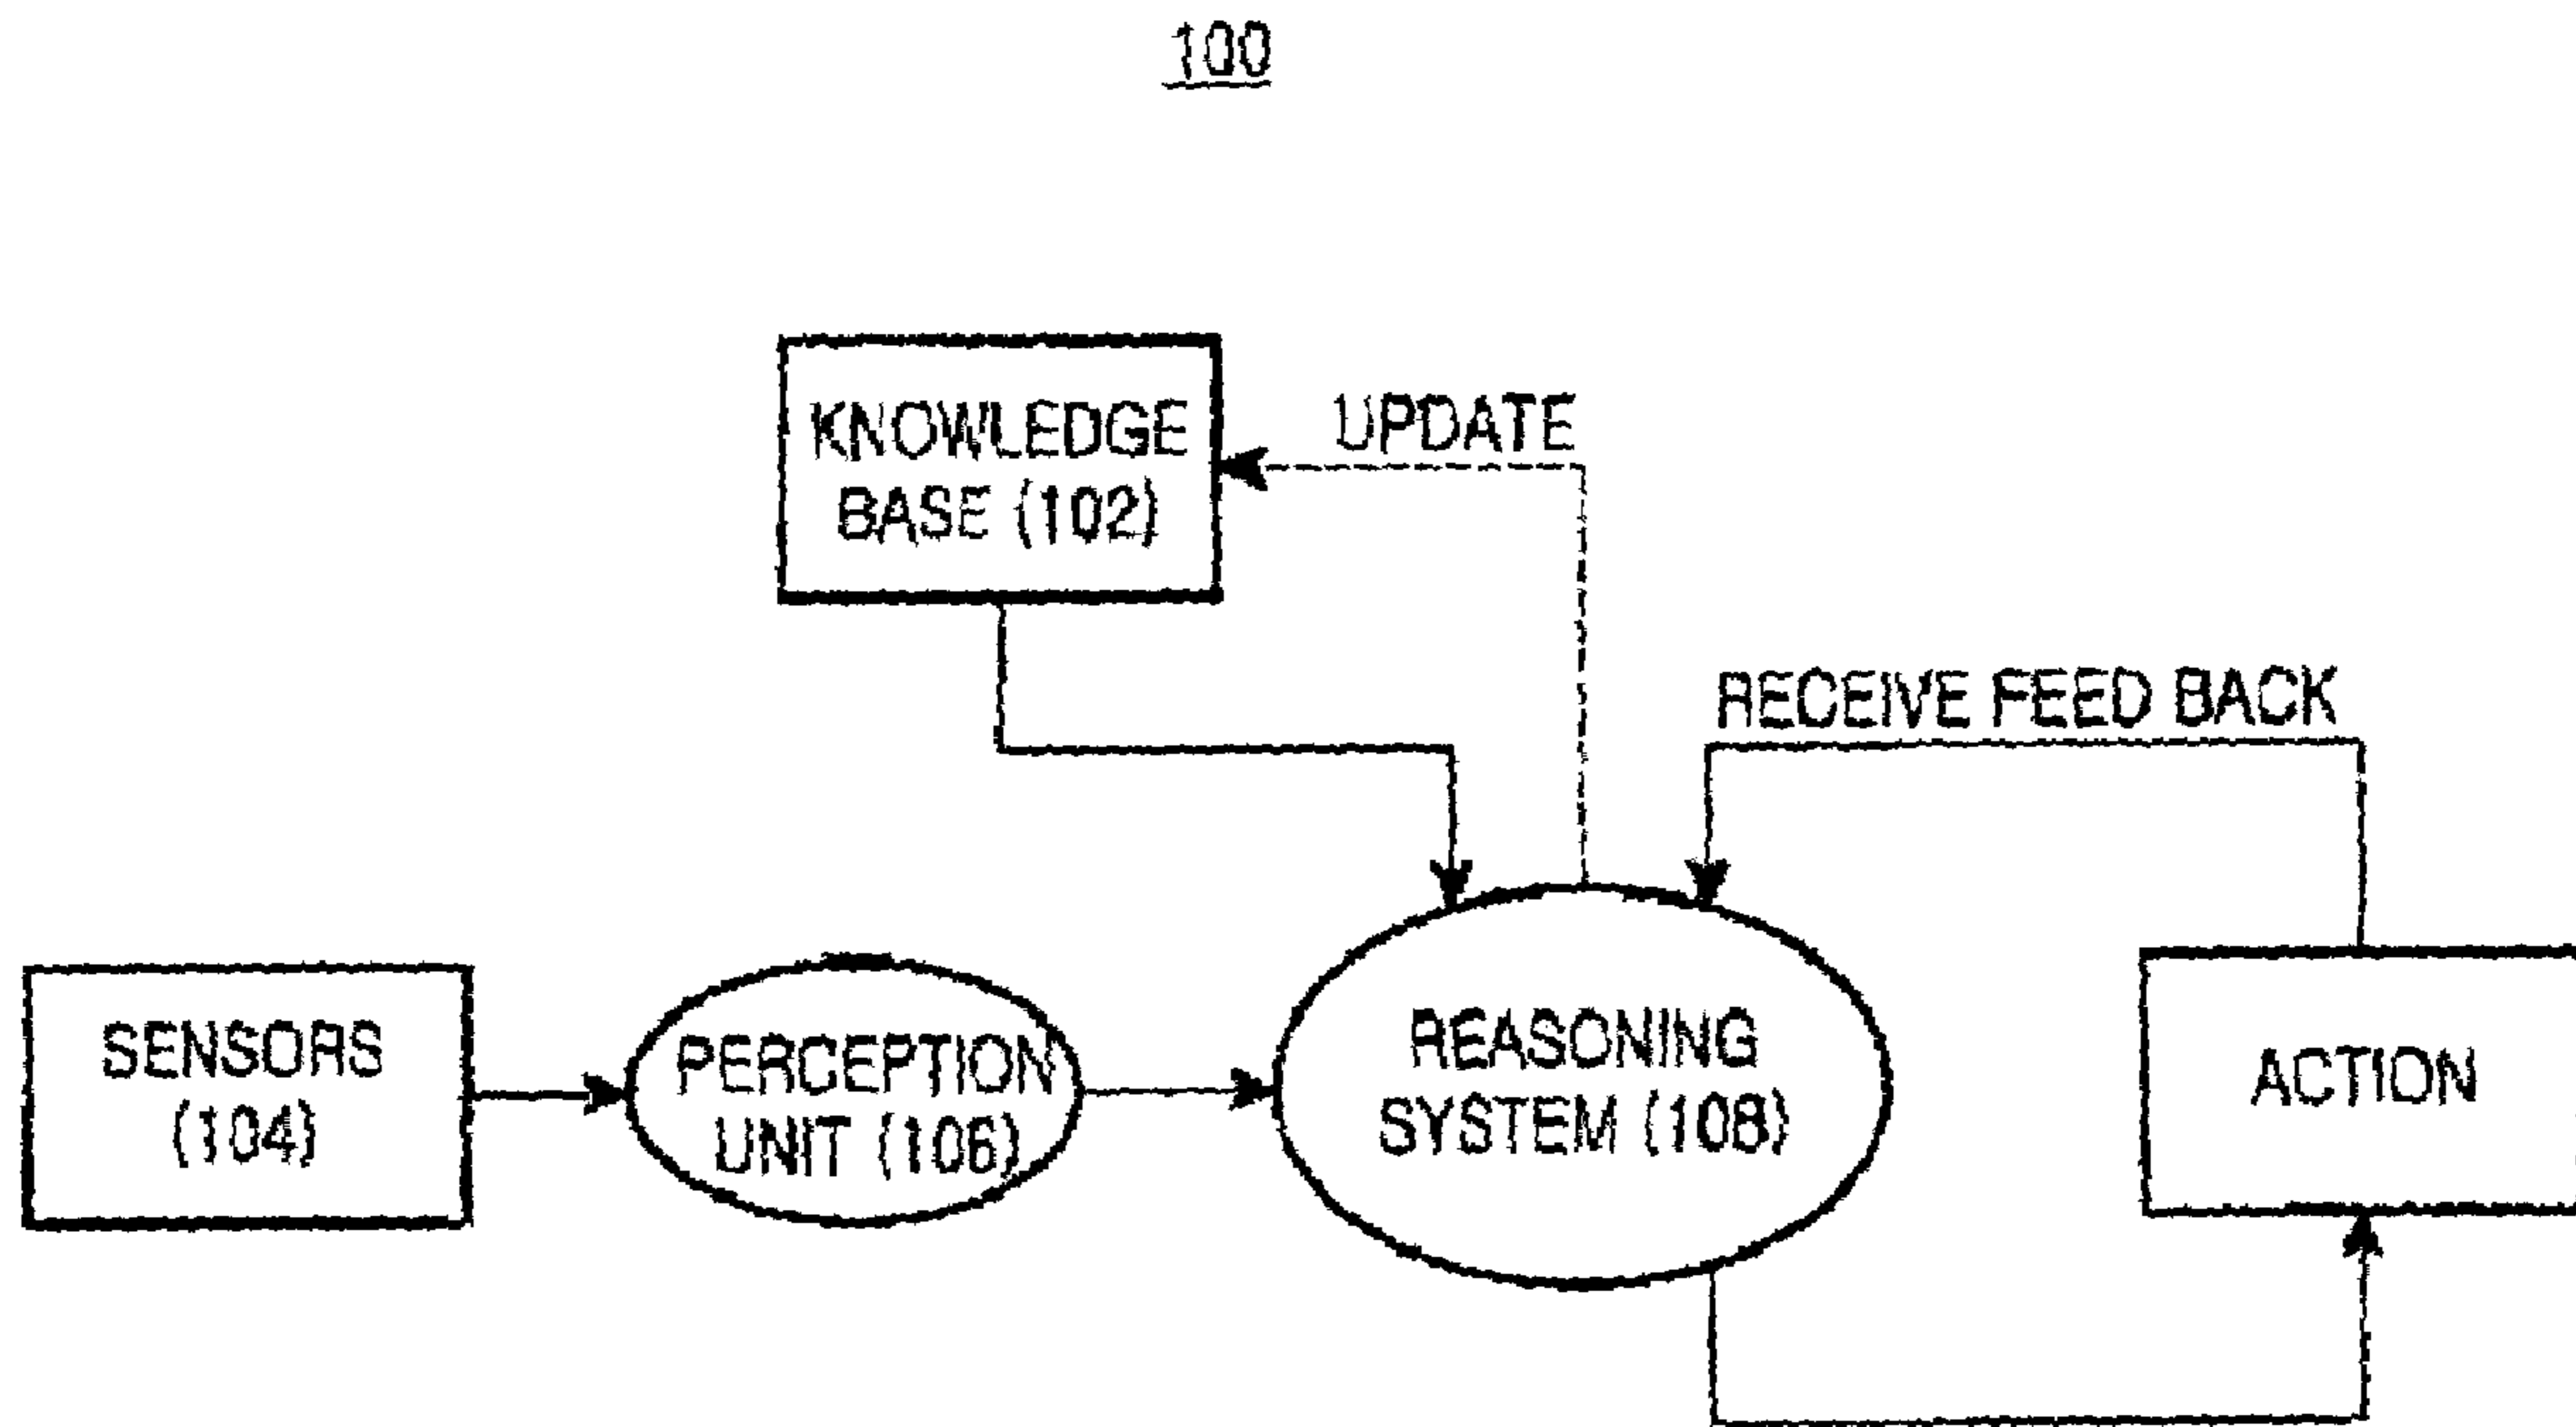 100
KNOWLEDGE
BASE (102)
UPDATE
RECEIVE FEED BACK
SENSORS
(104)
PERCEPTION
UNIT (106)
REASONING
SYSTEM (108)
ACTION